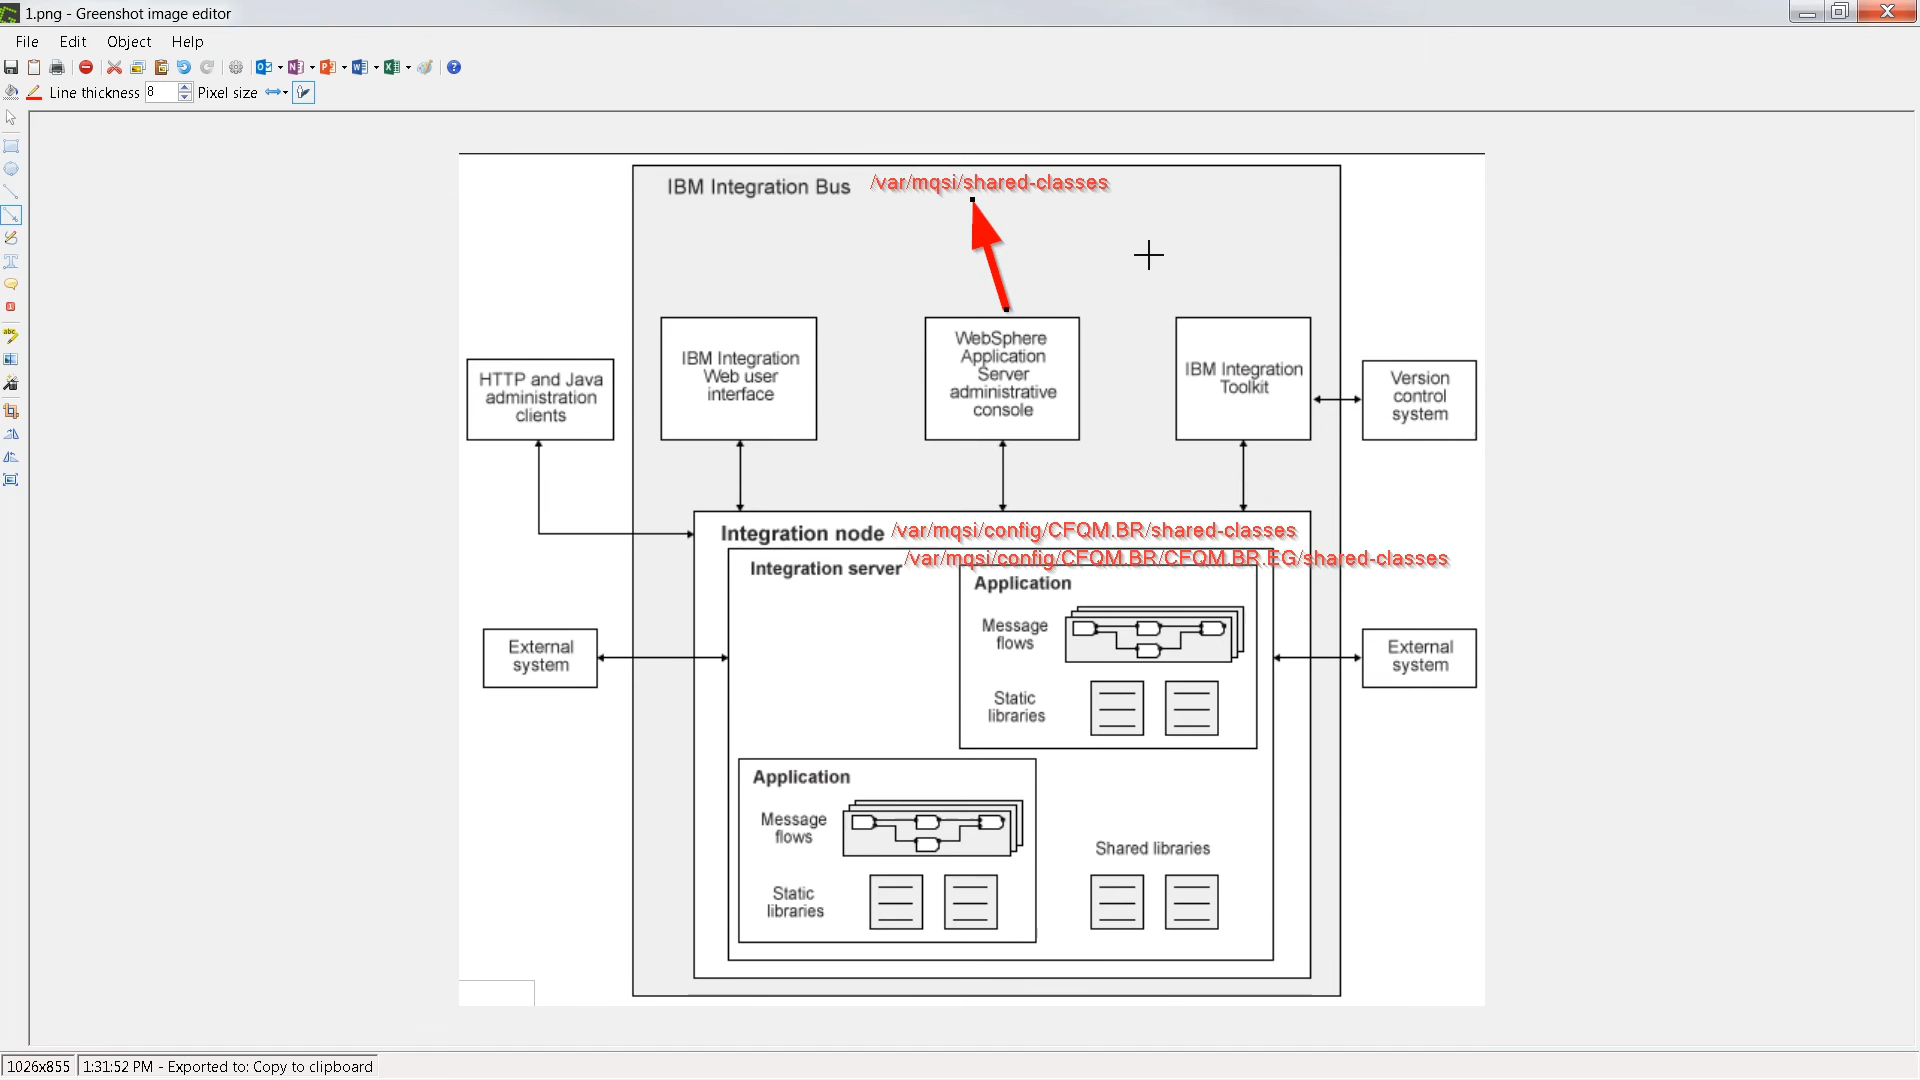 1.png - Greenshot image editor
File Edit Object Help
Line thickness 8 Pixel size
IBM Integration Bus /var/mqsi/shared-classes
HTTP and Java
administration
clients
IBM Integration
Web user
interface
WebSphere
Application
Server
administrative
console
IBM Integration
Toolkit
Version
control
system
Integration node /var/mqsi/config/CFQM.BR/shared-classes
Integration server /var/mqsi/config/CFQM.BR/CFQM.BR.EG/shared-classes
Application
Message
flows
Static
libraries
External
system
External
system
Application
Message
flows
Static
libraries
Shared libraries
1026x855 1:31:52 PM - Exported to: Copy to clipboard